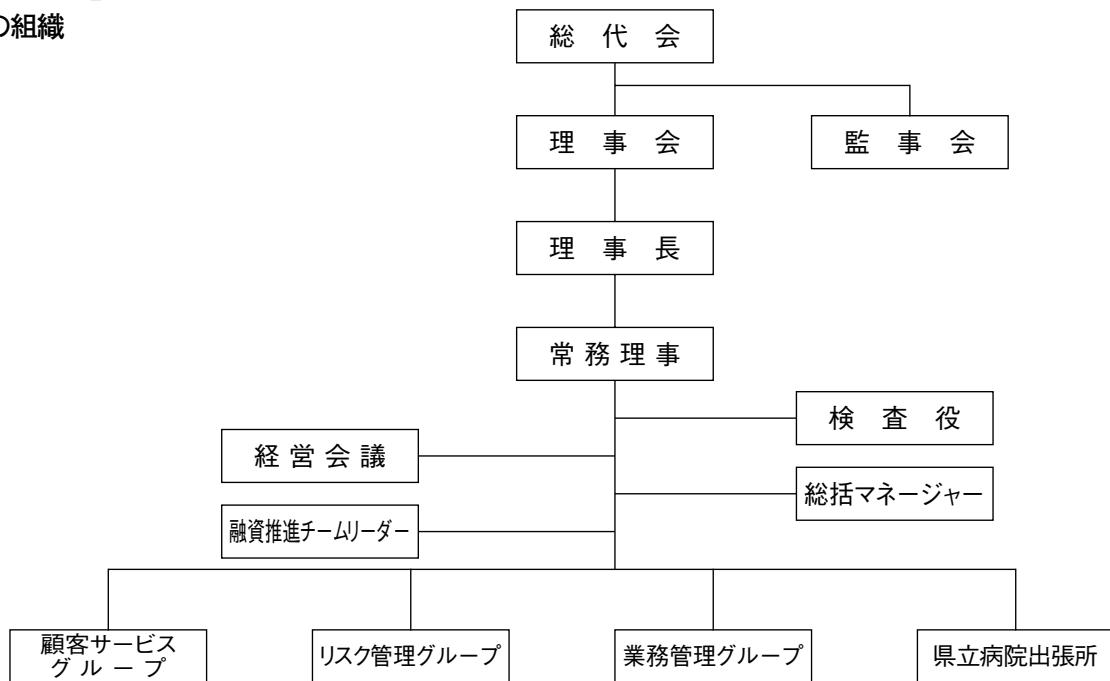 の組織
総代会
理事会
監事会
理事長
常務理事
検査役
経営会議
総括マネージャー
融資推進チームリーダー
顧客サービス
グループ
リスク管理グループ
業務管理グループ
県立病院出張所